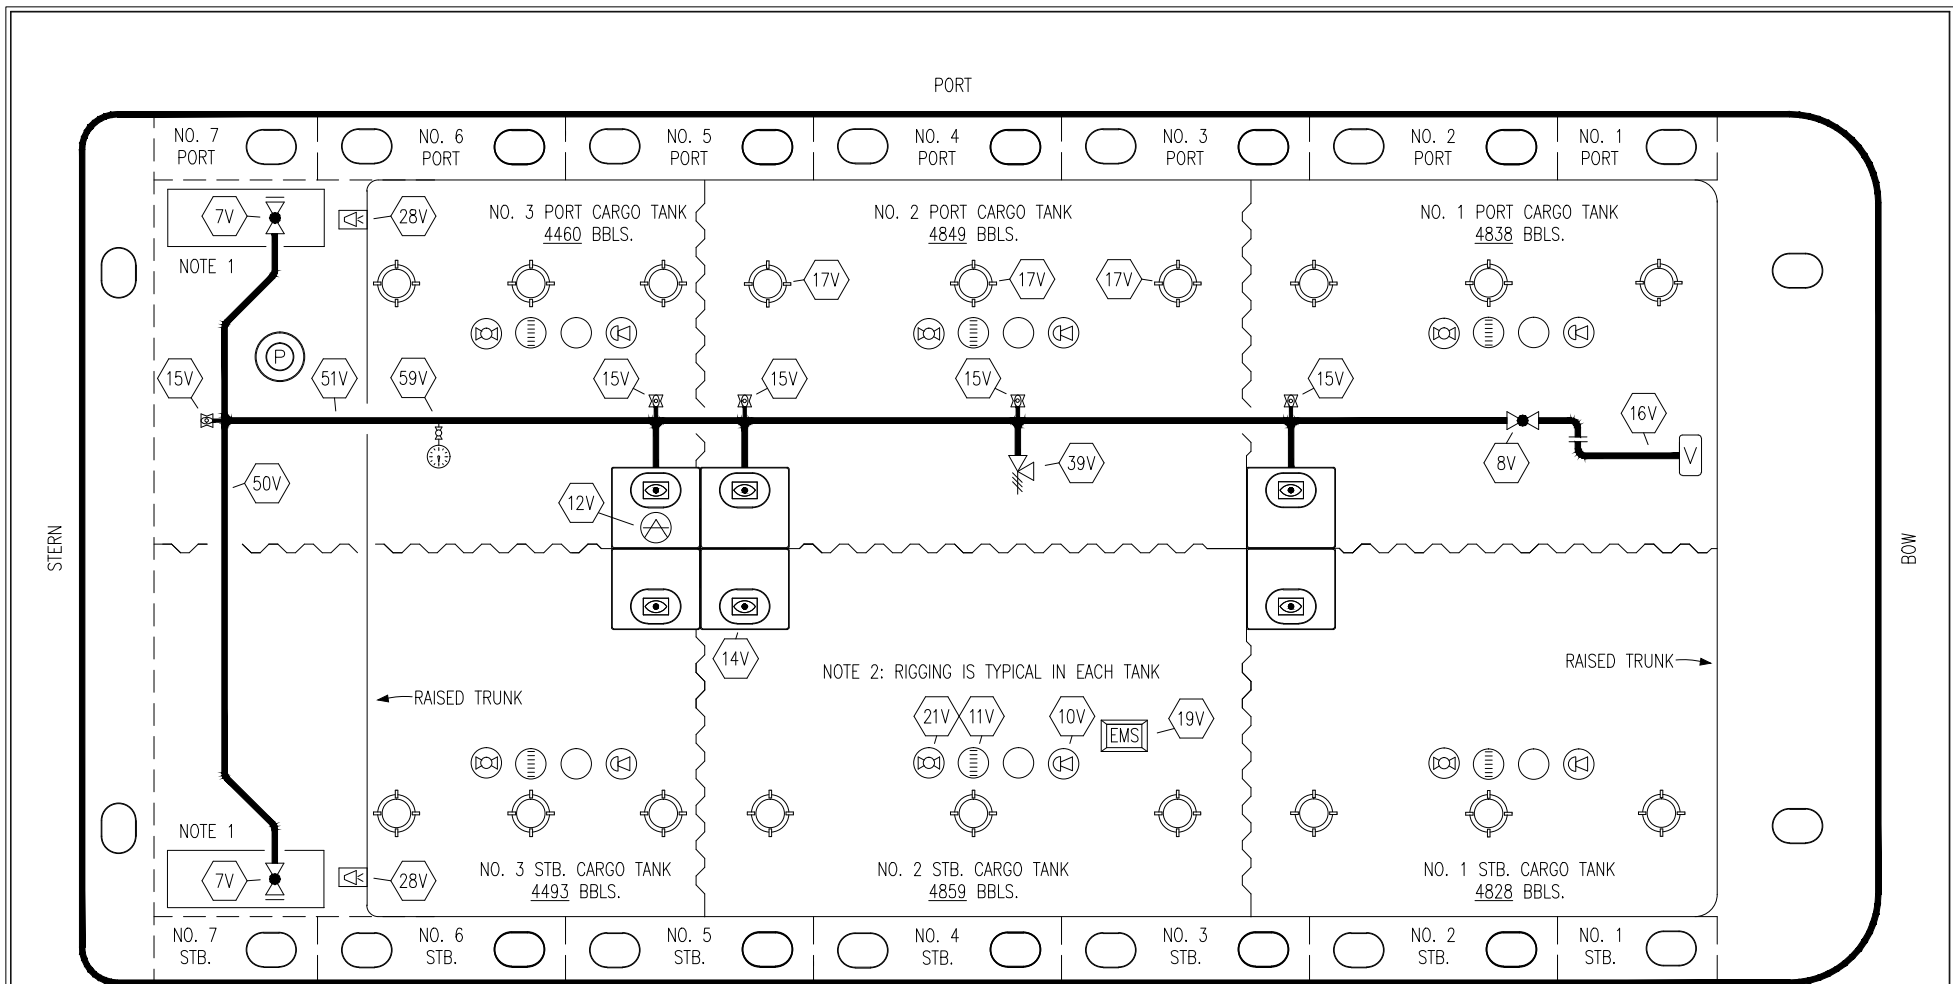 PORT
NO. 7
PORT
NO. 6
PORT
NO. 5
PORT
NO. 4
PORT
NO. 3
PORT
NO. 2
PORT
NO. 1
PORT
7V
28V
NO. 3 PORT CARGO TANK
4460 BBLS.
NO. 2 PORT CARGO TANK
4849 BBLS.
NO. 1 PORT CARGO TANK
4838 BBLS.
NOTE 1
17V
17V
17V
P
15V
51V
59V
15V
15V
15V
15V
16V
50V
39V
8V
V
12V
STERN
BOW
14V
NOTE 2: RIGGING IS TYPICAL IN EACH TANK
RAISED TRUNK
RAISED TRUNK
21V
11V
10V
19V
EMS
NOTE 1
7V
28V
NO. 3 STB. CARGO TANK
4493 BBLS.
NO. 2 STB. CARGO TANK
4859 BBLS.
NO. 1 STB. CARGO TANK
4828 BBLS.
NO. 7
STB.
NO. 6
STB.
NO. 5
STB.
NO. 4
STB.
NO. 3
STB.
NO. 2
STB.
NO. 1
STB.